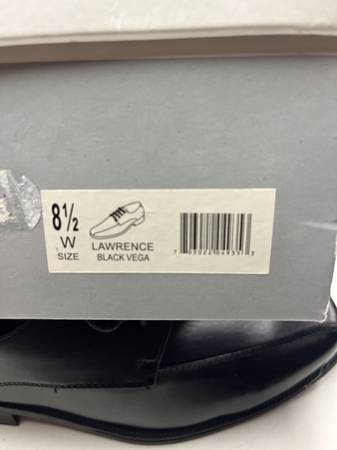 8½
W
SIZE
LAWRENCE
BLACK VEGA